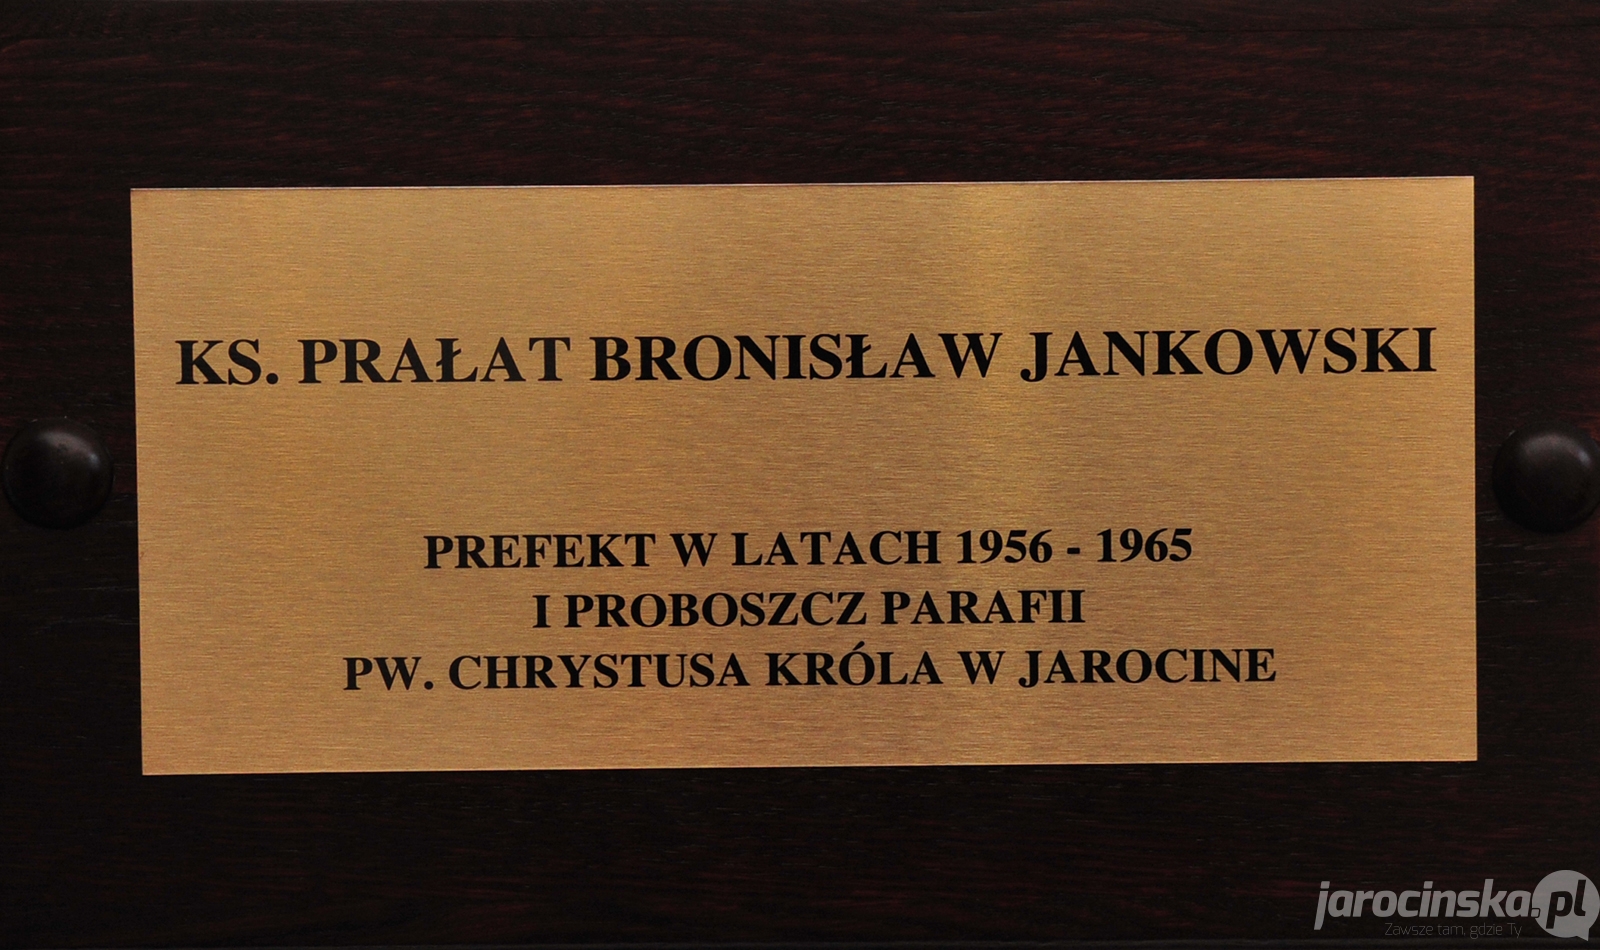 KS. PRAŁAT BRONISŁAW JANKOWSKI
PREFEKT W LATACH 1956 - 1965
I PROBOSZCZ PARAFII
PW. CHRYSTUSA KRÓLA W JAROCINE
jarocinska.pl
Zawsze tam, gdzie Ty